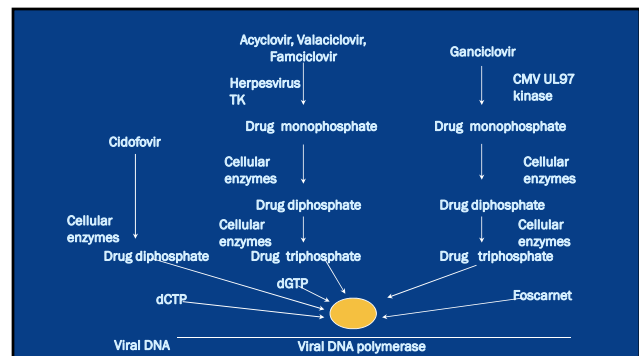 Acyclovir, Valaciclovir,
Famciclovir
Ganciclovir
Herpesvirus
TK
CMV UL97
kinase
Drug monophosphate
Drug monophosphate
Cidofovir
Cellular
enzymes
Cellular
enzymes
Drug diphosphate
Drug diphosphate
Cellular
enzymes
Cellular
enzymes
Cellular
enzymes
Drug diphosphate
Drug triphosphate
Drug triphosphate
dGTP
dCTP
Foscarnet
Viral DNA
Viral DNA polymerase